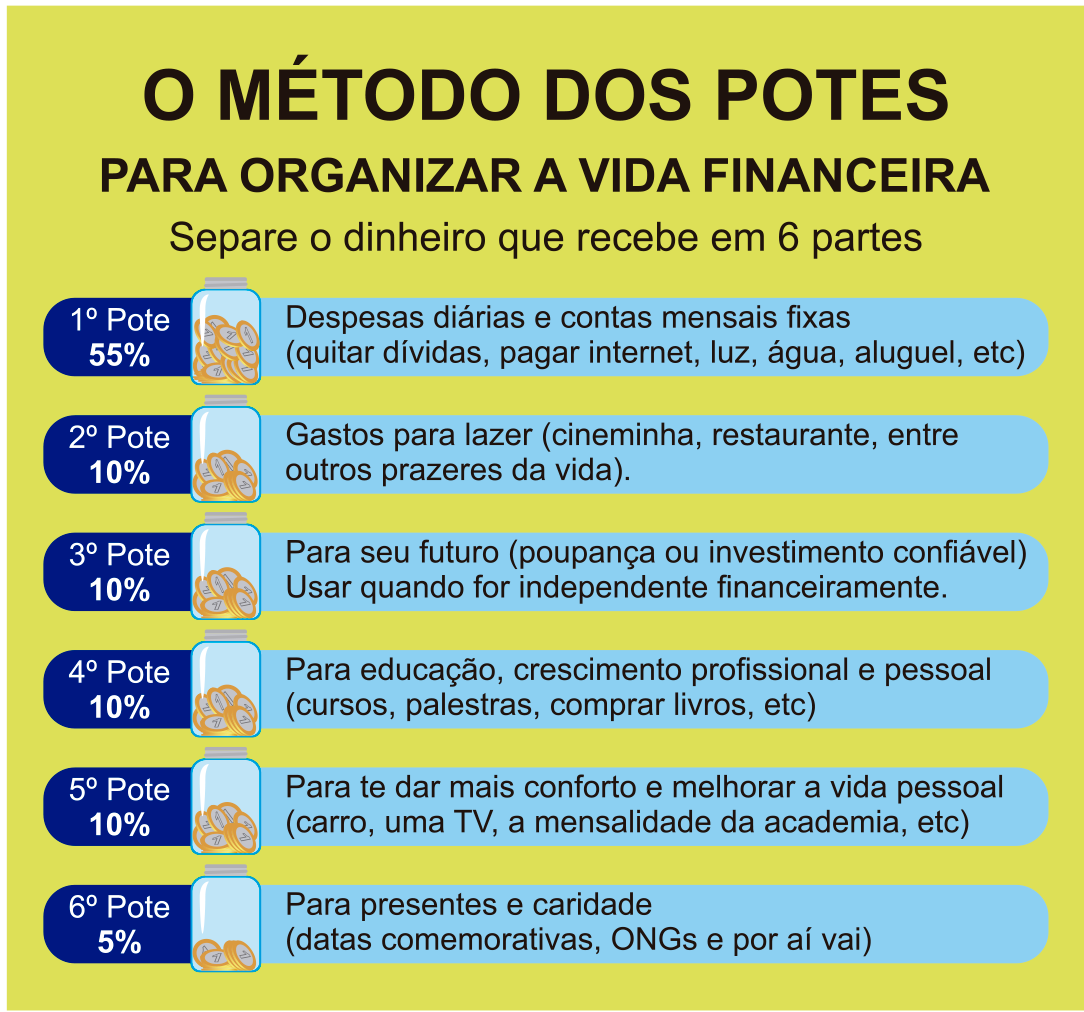 O MÉTODO DOS POTES
PARA ORGANIZAR A VIDA FINANCEIRA
Separe o dinheiro que recebe em 6 partes
1º Pote
55%
Despesas diárias e contas mensais fixas
(quitar dívidas, pagar internet, luz, água, aluguel, etc)
2º Pote
10%
Gastos para lazer (cineminha, restaurante, entre
outros prazeres da vida).
3º Pote
10%
Para seu futuro (poupança ou investimento confiável)
Usar quando for independente financeiramente.
4º Pote
10%
Para educação, crescimento profissional e pessoal
(cursos, palestras, comprar livros, etc)
5º Pote
10%
Para te dar mais conforto e melhorar a vida pessoal
(carro, uma TV, a mensalidade da academia, etc)
6º Pote
5%
Para presentes e caridade
(datas comemorativas, ONGs e por aí vai)